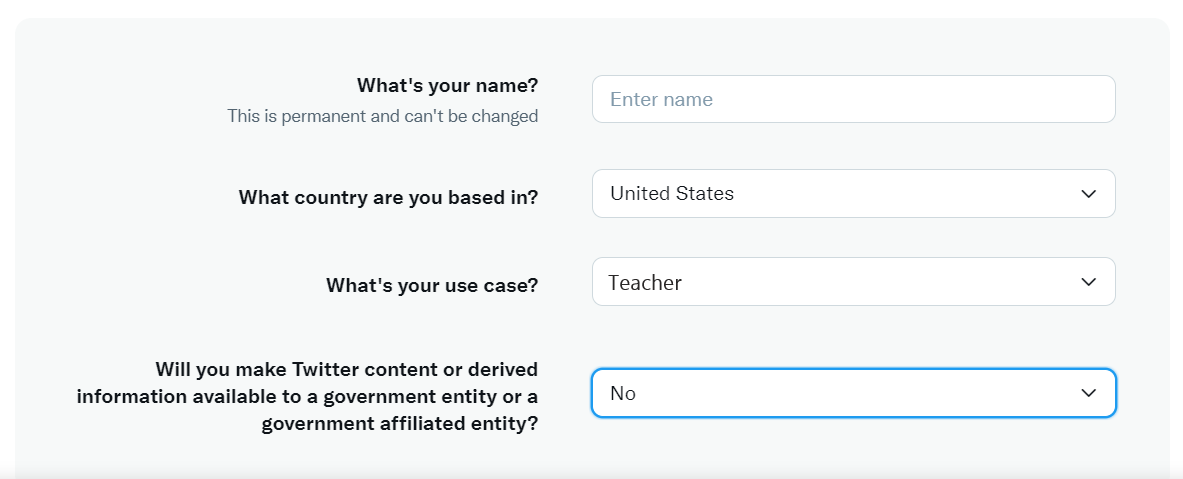 What's your name?
Enter name
This is permanent and can't be changed
What country are you based in?
United States
What's your use case?
Teacher
Will you make Twitter content or derived
information available to a government entity or a
government affiliated entity?
No